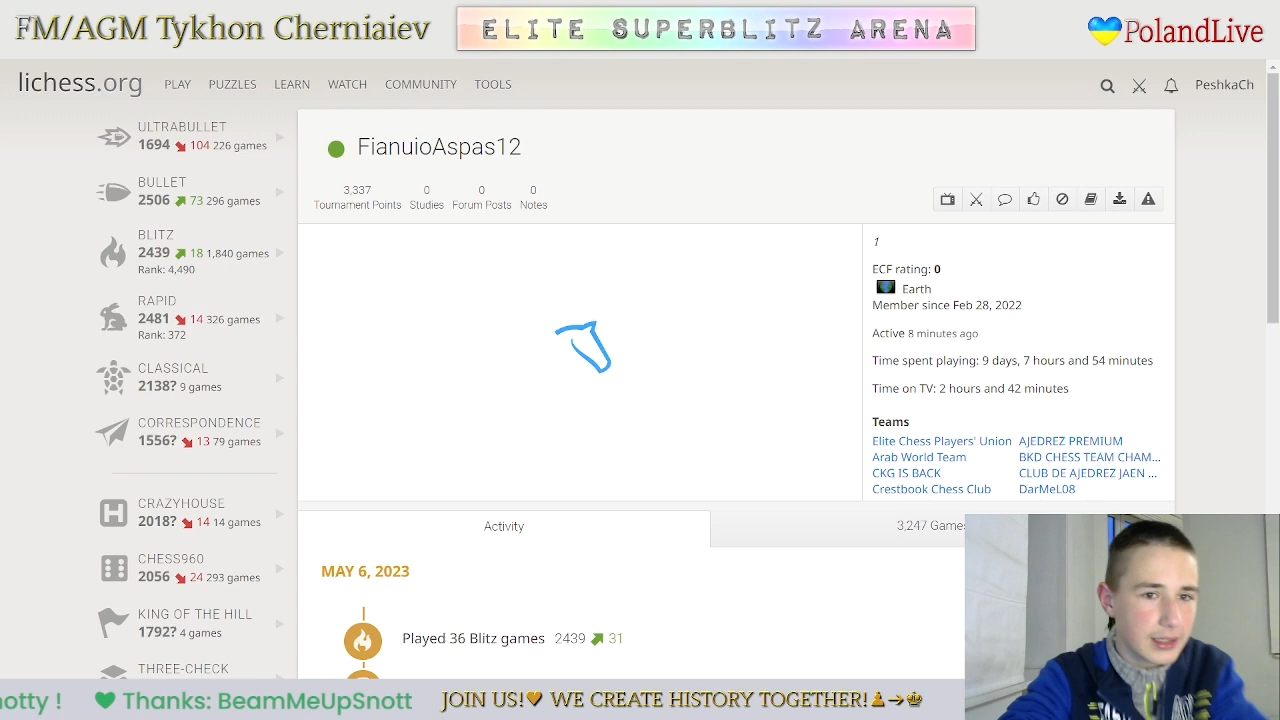 FM/AGM Tykhon Cherniaiev
ELITE SUPERBLITZ ARENA
PolandLive
lichess.org
PLAY PUZZLES LEARN WATCH COMMUNITY TOOLS
PeshkaCh
ULTRABULLET
1694 104 226 games
BULLET
2506 73 296 games
BLITZ
2439 18 1,840 games
Rank: 4,490
RAPID
2481 14 326 games
Rank: 372
CLASSICAL
2138? 9 games
CORRESPONDENCE
1556? 13 79 games
CRAZYHOUSE
2018? 14 14 games
CHESS960
2056 24 293 games
KING OF THE HILL
1792? 4 games
THREE-CHECK
FianuioAspas12
3,337 0 0 0
Tournament Points Studies Forum Posts Notes
1
ECF rating: 0
Earth
Member since Feb 28, 2022
Active 8 minutes ago
Time spent playing: 9 days, 7 hours and 54 minutes
Time on TV: 2 hours and 42 minutes
Teams
Elite Chess Players' Union AJEDREZ PREMIUM
Arab World Team BKD CHESS TEAM CHAM...
CKG IS BACK CLUB DE AJEDREZ JAEN ...
Crestbook Chess Club DarMeL08
Activity 3,247 Games
MAY 6, 2023
Played 36 Blitz games 2439 31
notty ! Thanks: BeamMeUpSnott JOIN US! WE CREATE HISTORY TOGETHER!